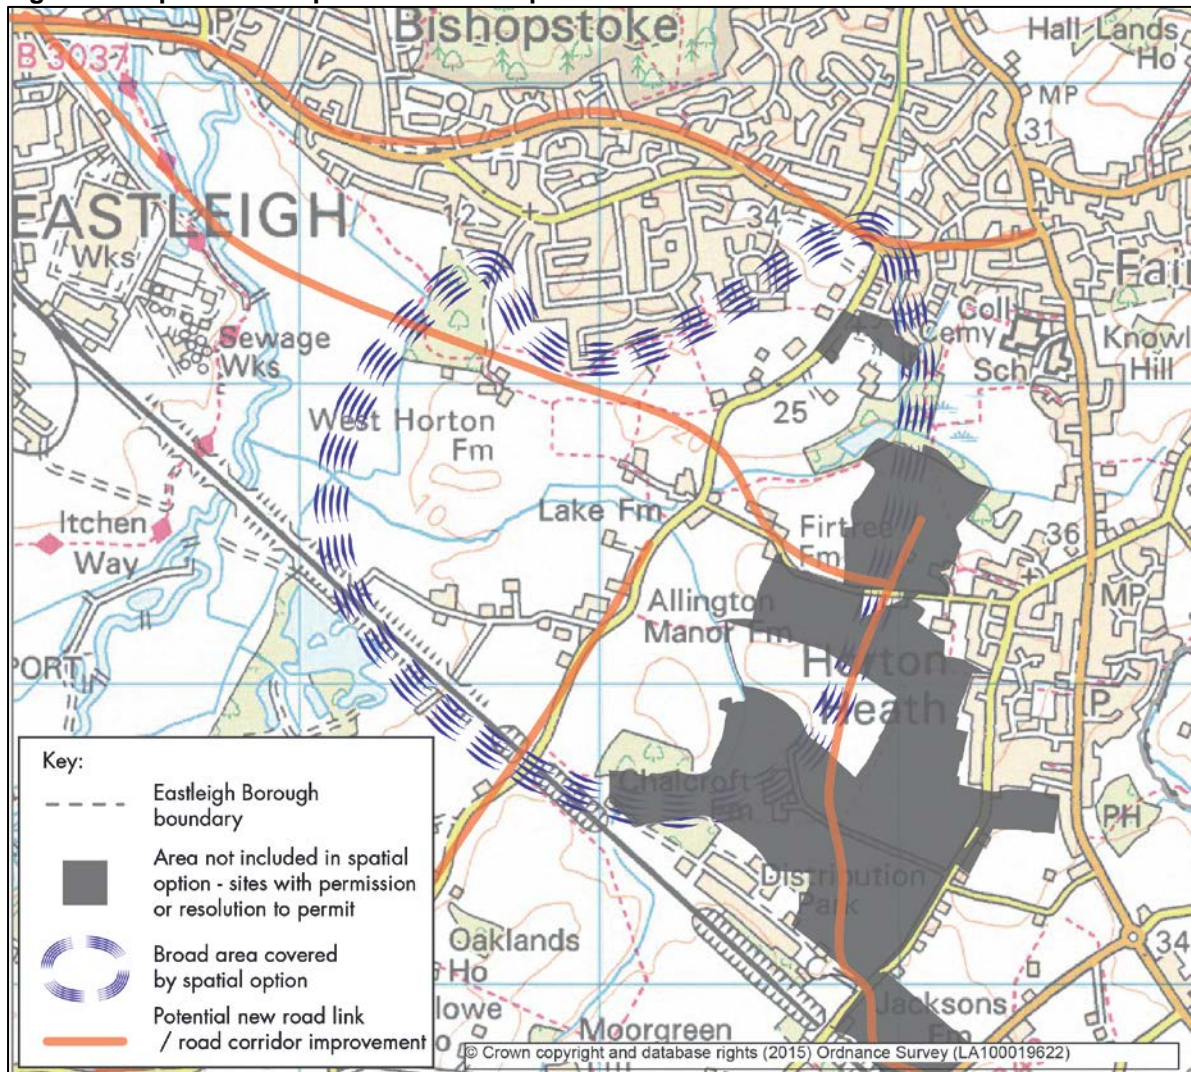 Bishopstoke
Hall Lands
Ho
B 3037
P
MP
31
EASTLEIGH
12
34
Wks
Fair
Coll
Cemy
Sewage
Wks
Sch
Knowl
Hill
25
West Horton
Fm
Itchen
Way
Lake Fm
Firtree
Fm
36
Allington
Manor Fm
MP
PORT
Horton
Heath
P
Chalcroft
Fm
PH
Distribution
Park
34
Oaklands
Ho
Jacksons
Fm
lowe
Moorgreen
Key:
Eastleigh Borough
boundary
Area not included in spatial
option - sites with permission
or resolution to permit
Broad area covered
by spatial option
Potential new road link
/ road corridor improvement
© Crown copyright and database rights (2015) Ordnance Survey (LA100019622)